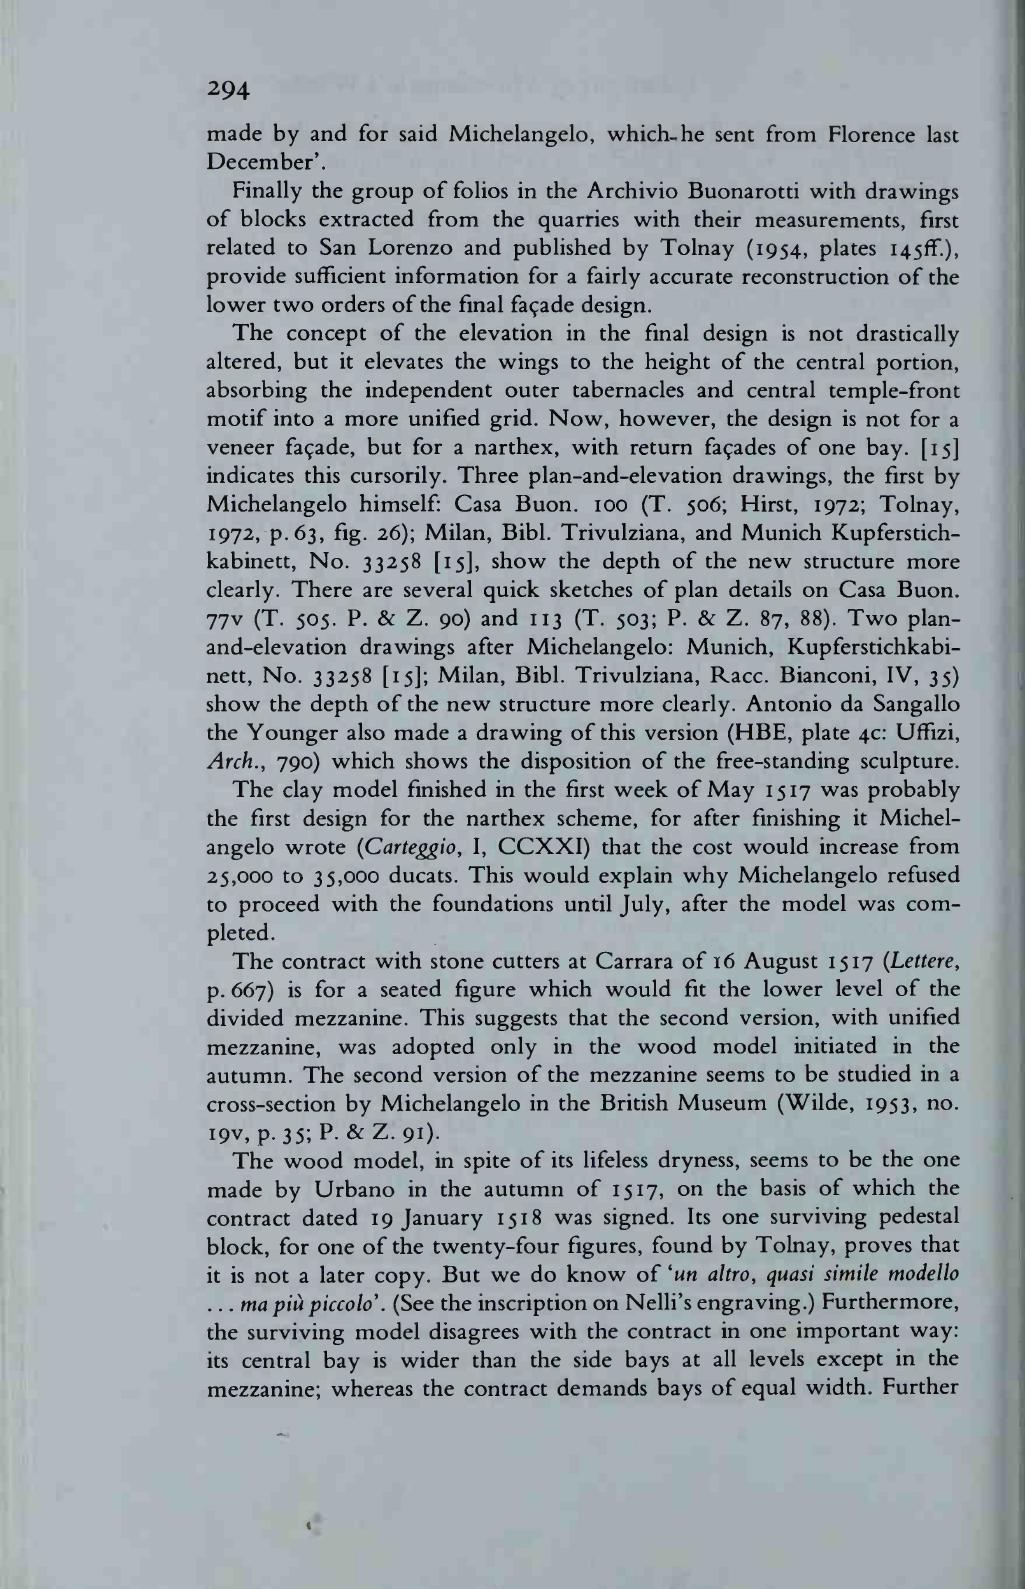 294
made by and for said Michelangelo, which he sent from Florence last
December’.
Finally the group of folios in the Archivio Buonarotti with drawings
of blocks extracted from the quarries with their measurements, first
related to San Lorenzo and published by Tolnay (1954, plates 145ff.),
provide sufficient information for a fairly accurate reconstruction of the
lower two orders of the final façade design.
The concept of the elevation in the final design is not drastically
altered, but it elevates the wings to the height of the central portion,
absorbing the independent outer tabernacles and central temple-front
motif into a more unified grid. Now, however, the design is not for a
veneer façade, but for a narthex, with return façades of one bay. [15]
indicates this cursorily. Three plan-and-elevation drawings, the first by
Michelangelo himself: Casa Buon. 100 (T. 506; Hirst, 1972; Tolnay,
1972, p. 63, fig. 26); Milan, Bibl. Trivulziana, and Munich Kupferstich-
kabinett, No. 33258 [15], show the depth of the new structure more
clearly. There are several quick sketches of plan details on Casa Buon.
77v (T. 505. P. & Z. 90) and 113 (T. 503; P. & Z. 87, 88). Two plan-
and-elevation drawings after Michelangelo: Munich, Kupferstichkabi-
nett, No. 33258 [15]; Milan, Bibl. Trivulziana, Racc. Bianconi, IV, 35)
show the depth of the new structure more clearly. Antonio da Sangallo
the Younger also made a drawing of this version (HBE, plate 4c: Uffizi,
Arch., 790) which shows the disposition of the free-standing sculpture.
The clay model finished in the first week of May 1517 was probably
the first design for the narthex scheme, for after finishing it Michel-
angelo wrote (Carteggio, I, CCXXI) that the cost would increase from
25,000 to 35,000 ducats. This would explain why Michelangelo refused
to proceed with the foundations until July, after the model was com-
pleted.
The contract with stone cutters at Carrara of 16 August 1517 (Lettere,
p. 667) is for a seated figure which would fit the lower level of the
divided mezzanine. This suggests that the second version, with unified
mezzanine, was adopted only in the wood model initiated in the
autumn. The second version of the mezzanine seems to be studied in a
cross-section by Michelangelo in the British Museum (Wilde, 1953, no.
19v, p. 35; P. & Z. 91).
The wood model, in spite of its lifeless dryness, seems to be the one
made by Urbano in the autumn of 1517, on the basis of which the
contract dated 19 January 1518 was signed. Its one surviving pedestal
block, for one of the twenty-four figures, found by Tolnay, proves that
it is not a later copy. But we do know of ‘un altro, quasi simile modello
... ma più piccolo’. (See the inscription on Nelli’s engraving.) Furthermore,
the surviving model disagrees with the contract in one important way:
its central bay is wider than the side bays at all levels except in the
mezzanine; whereas the contract demands bays of equal width. Further